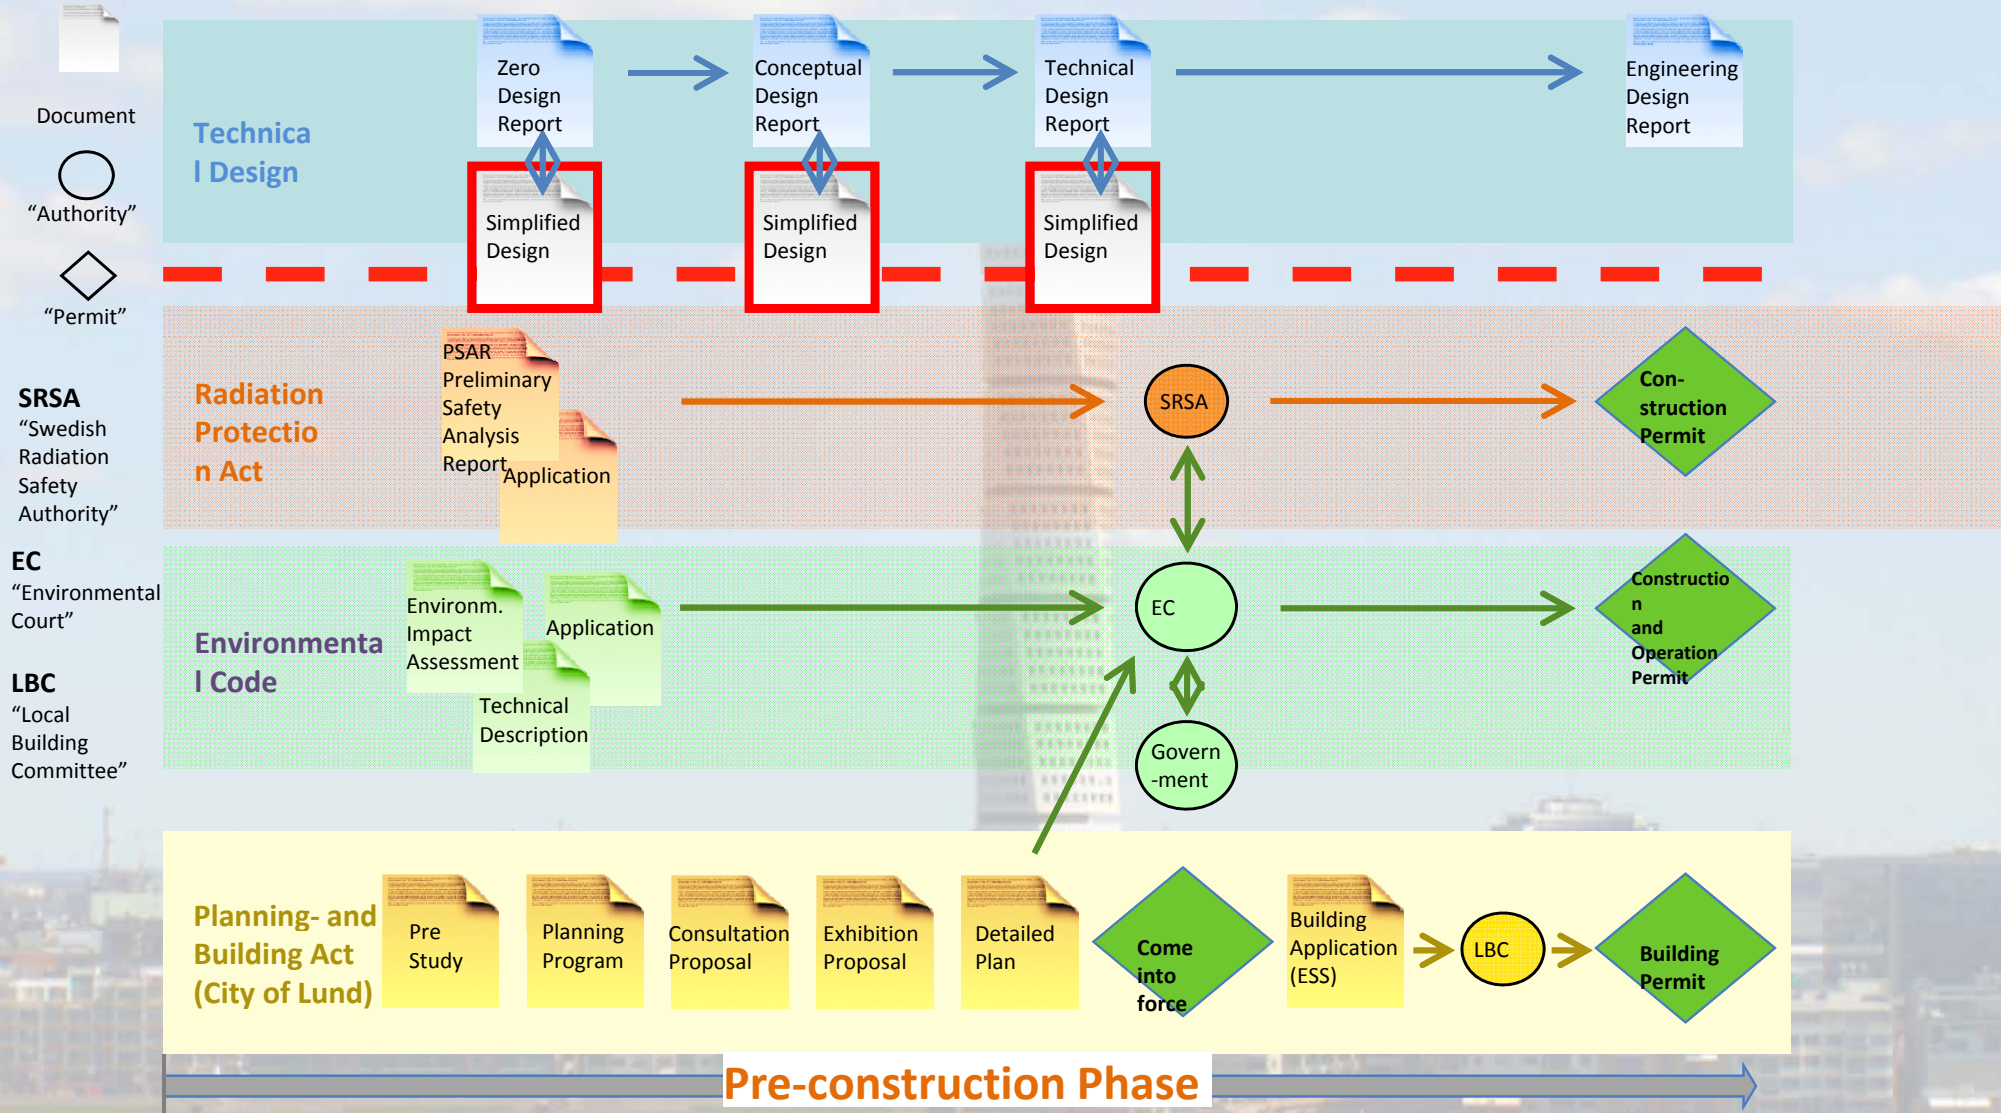 Document
“Authority”
“Permit”
SRSA
“Swedish
Radiation
Safety
Authority”
EC
“Environmental
Court”
LBC
“Local
Building
Committee”
Technica
l Design
Zero
Design
Report
Conceptual
Design
Report
Technical
Design
Report
Engineering
Design
Report
Simplified
Design
Simplified
Design
Simplified
Design
Radiation
Protectio
n Act
PSAR
Preliminary
Safety
Analysis
Report
Application
SRSA
Con-
struction
Permit
Environmenta
l Code
Environm.
Impact
Assessment
Application
Technical
Description
EC
Govern
-ment
Constructio
n
and
Operation
Permit
Planning- and
Building Act
(City of Lund)
Pre
Study
Planning
Program
Consultation
Proposal
Exhibition
Proposal
Detailed
Plan
Come
into
force
Building
Application
(ESS)
LBC
Building
Permit
Pre-construction Phase